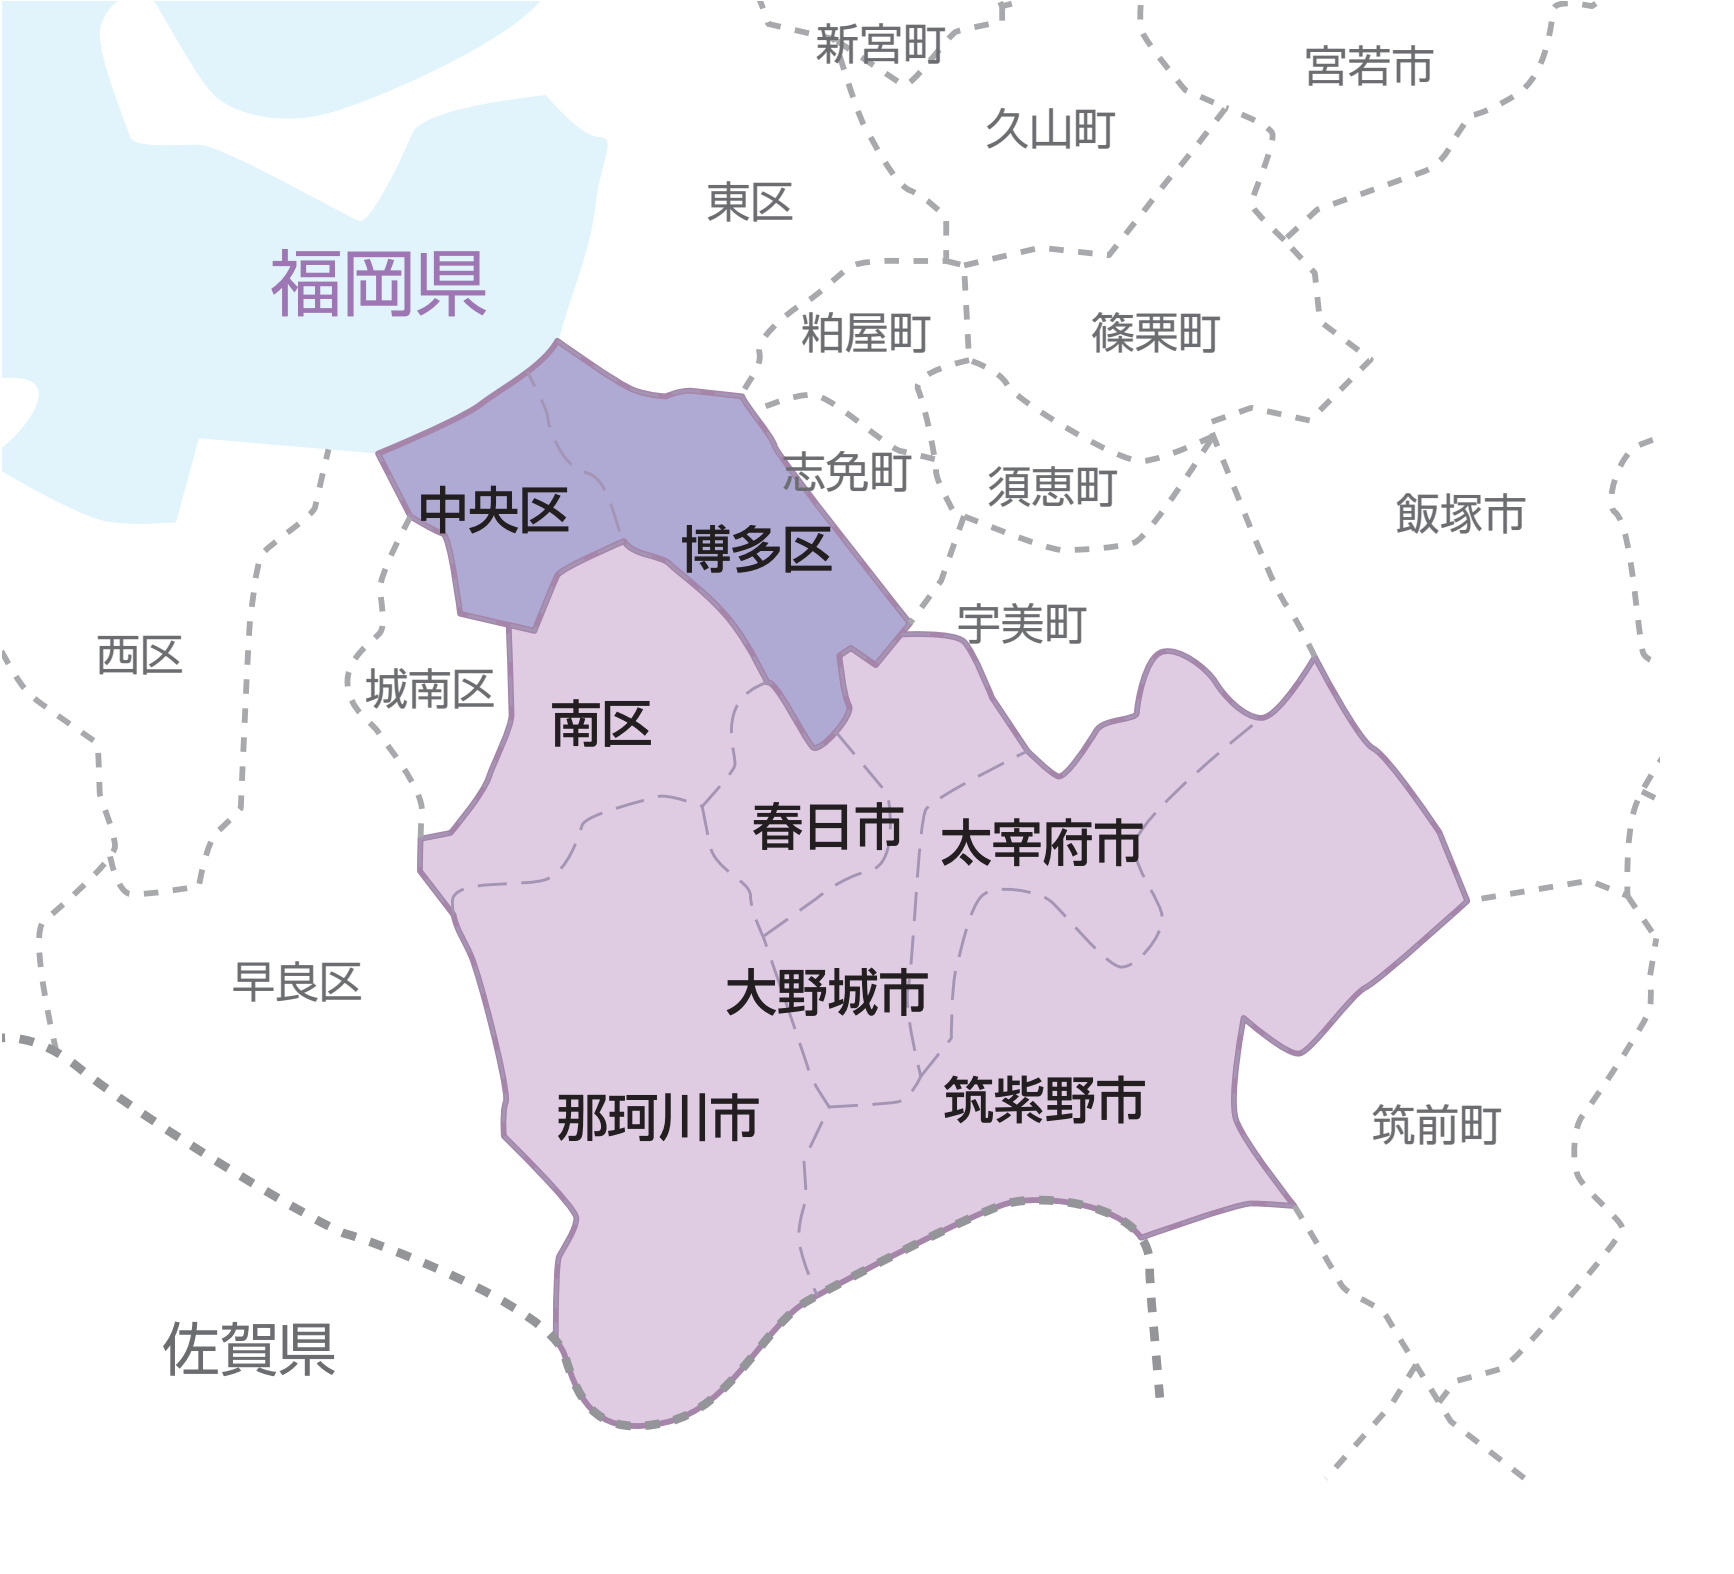 新宮町
宮若市
久山町
東区
福岡県
粕屋町
篠栗町
志免町
須恵町
中央区
飯塚市
博多区
宇美町
西区
城南区
南区
春日市
太宰府市
早良区
大野城市
那珂川市
筑紫野市
筑前町
佐賀県